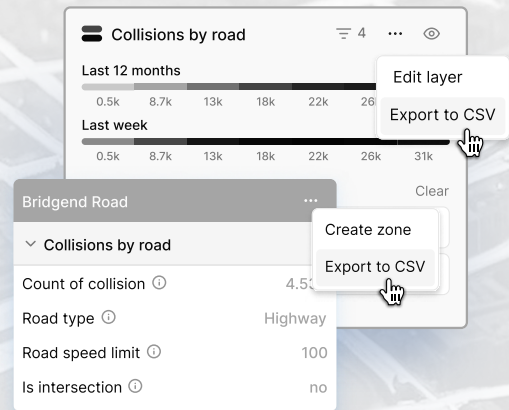 Collisions by road
4
Last 12 months
0.5k 8.7k 13k 18k 22k
Edit layer
Export to CSV
Last week
0.5k 8.7k 13k 18k 22k 26k 31k
Clear
Bridgend Road
Collisions by road
Create zone
Export to CSV
Count of collision
Road type Highway
Road speed limit 100
Is intersection no